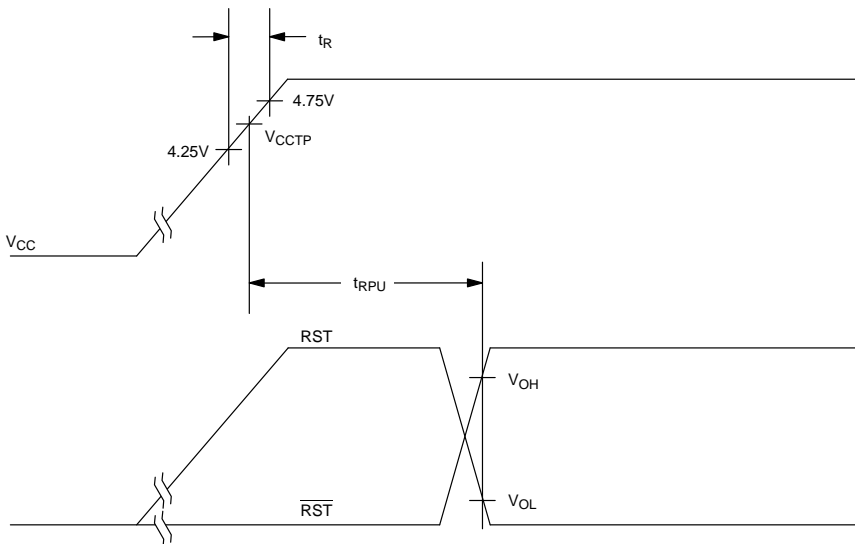 tR
4.75V
VCCTP
4.25V
VCC
tRPU
RST
VOH
RST
VOL